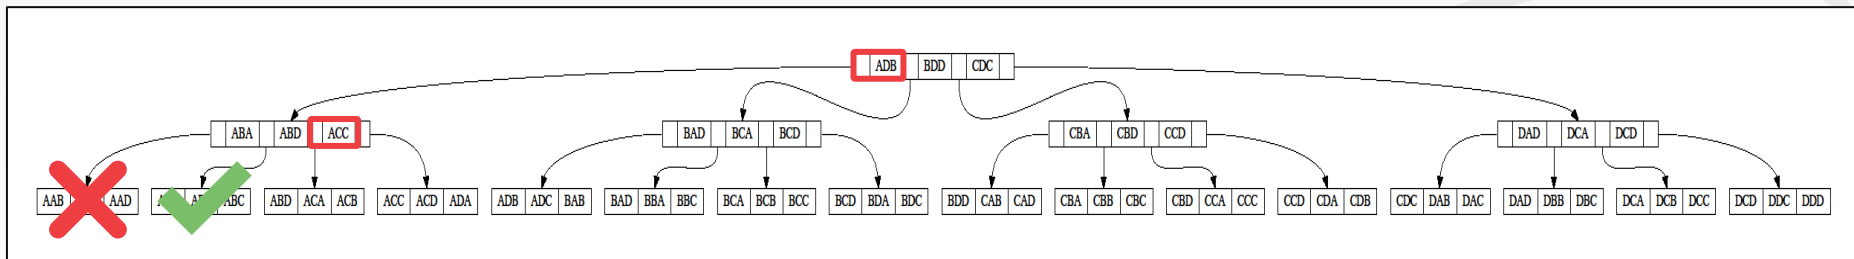 ADB BDD CDC
ABA ABD ACC BAD BCA BCD CBA CBD CCD DAD DCA DCD
AAB AAD ABC ABD ACA ACB ACC ACD ADA ADB ADC BAB BAD BBA BBC BCA BCB BCC BCD BDA BDC BDD CAB CAD CBA CBB CBC CBD CCA CCC CCD CDA CDB CDC DAB DAC DAD DBB DBC DCA DCB DCC DCD DDC DDD